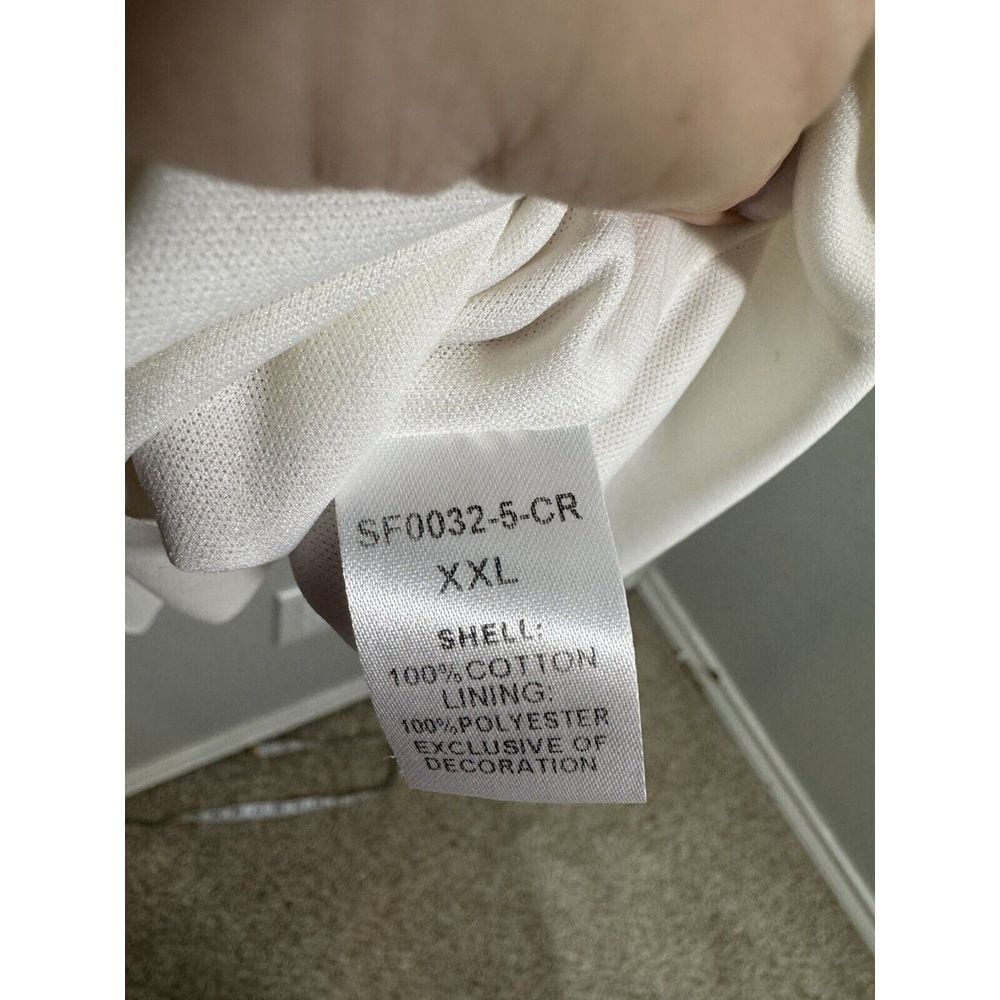 SF0032-5-CR
XXL
SHELL:
100%COTTON
LINING:
100%POLYESTER
EXCLUSIVE OF
DECORATION